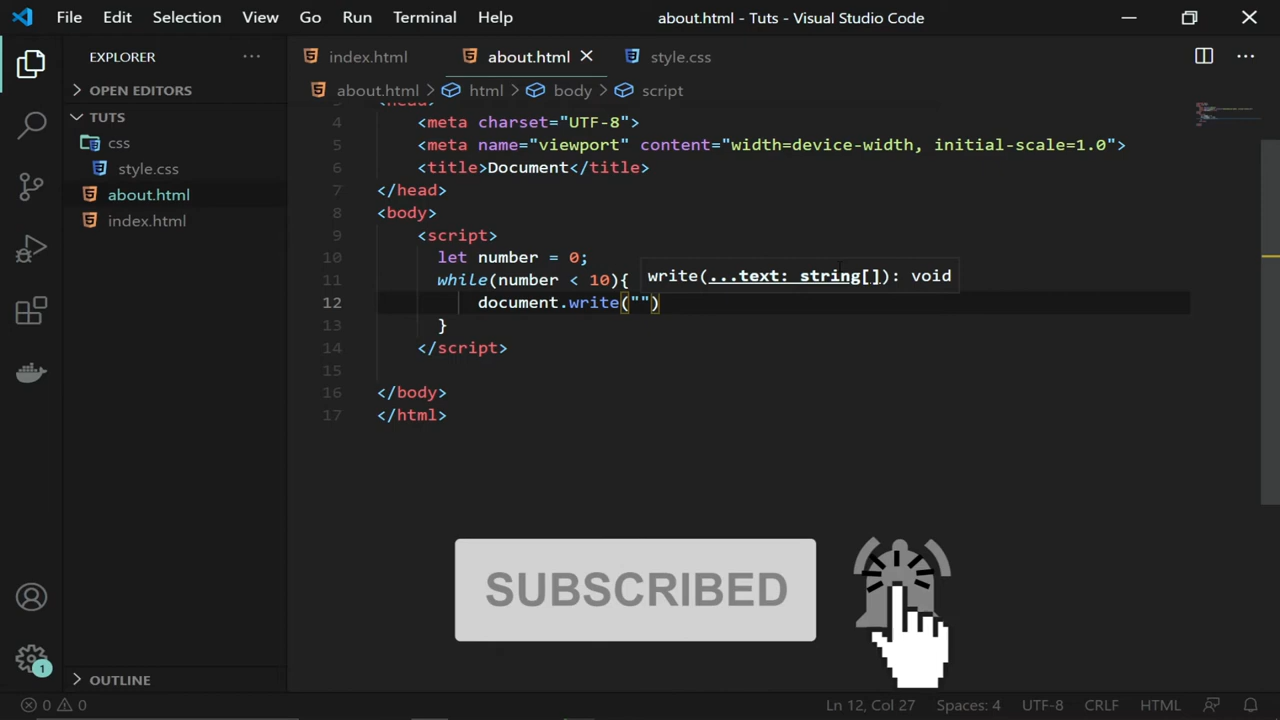 File Edit Selection View Go Run Terminal Help about.html - Tuts - Visual Studio Code
EXPLORER
OPEN EDITORS
TUTS
css
style.css
about.html
index.html
OUTLINE
index.html about.html style.css
about.html > html > body > script
<head>
4 <meta charset="UTF-8">
5 <meta name="viewport" content="width=device-width, initial-scale=1.0">
6 <title>Document</title>
7 </head>
8 <body>
9 <script>
10 let number = 0;
11 while(number < 10){
write(...text: string[]): void
12 document.write("")
13 }
14 </script>
15
16 </body>
17 </html>
SUBSCRIBED
1
0 0 Ln 12, Col 27 Spaces: 4 UTF-8 CRLF HTML